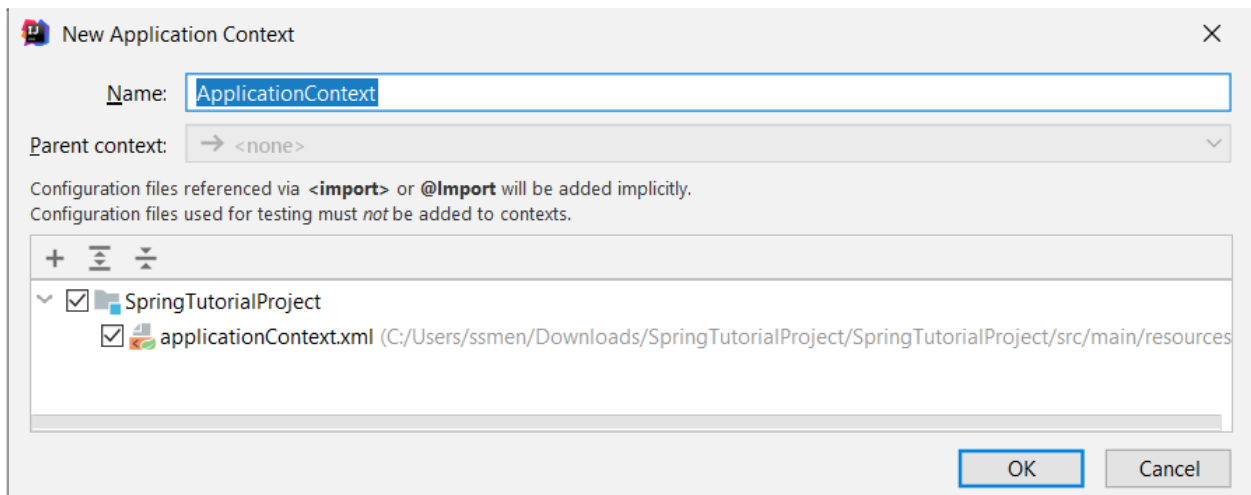 New Application Context
Name: ApplicationContext
Parent context: <none>
Configuration files referenced via <import> or @Import will be added implicitly.
Configuration files used for testing must not be added to contexts.
SpringTutorialProject
applicationContext.xml (C:/Users/ssmen/Downloads/SpringTutorialProject/SpringTutorialProject/src/main/resources
OK Cancel